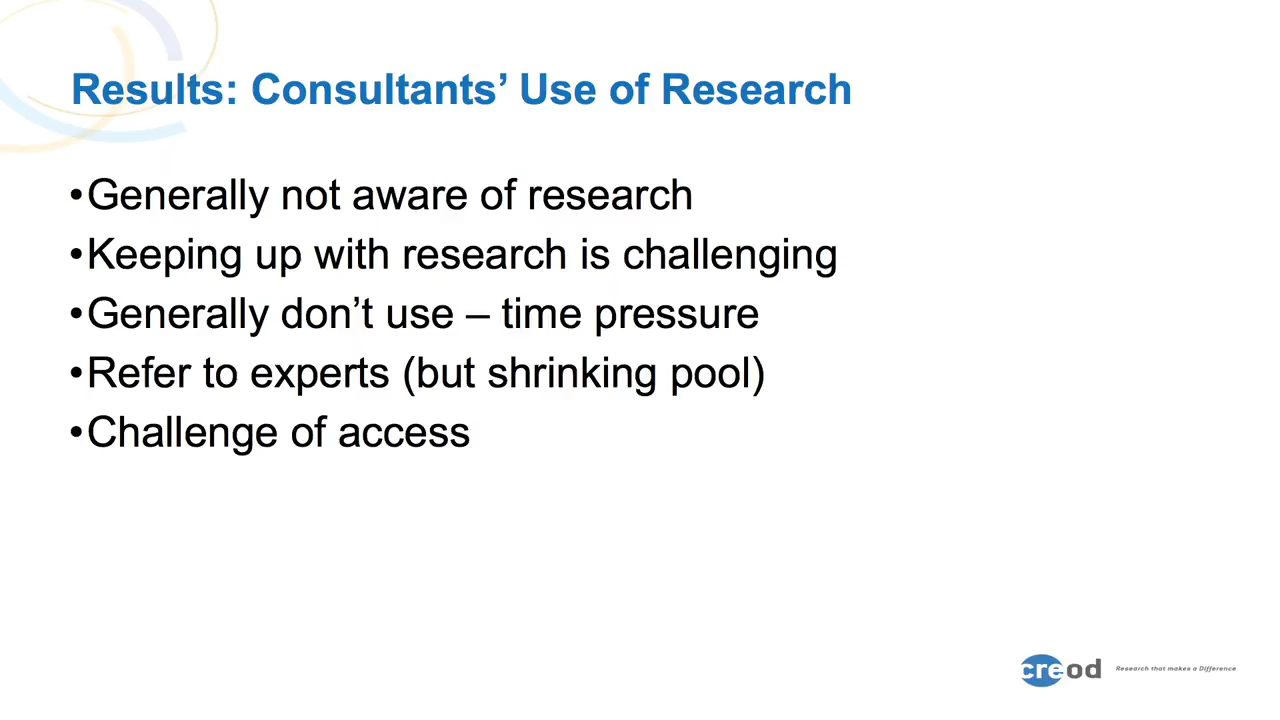 Results: Consultants’ Use of Research
•Generally not aware of research
•Keeping up with research is challenging
•Generally don’t use – time pressure
•Refer to experts (but shrinking pool)
•Challenge of access
creod
Research that makes a Difference